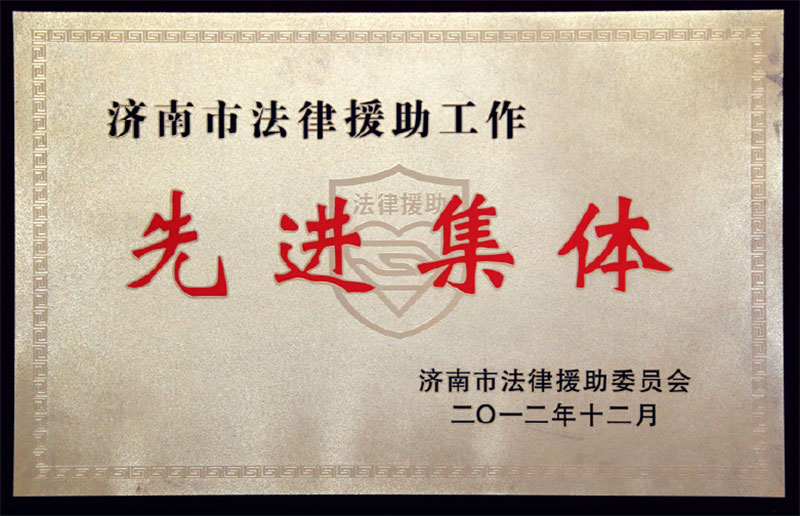 济南市法律援助工作
法律援助
先进集体
济南市法律援助委员会
二〇一二年十二月